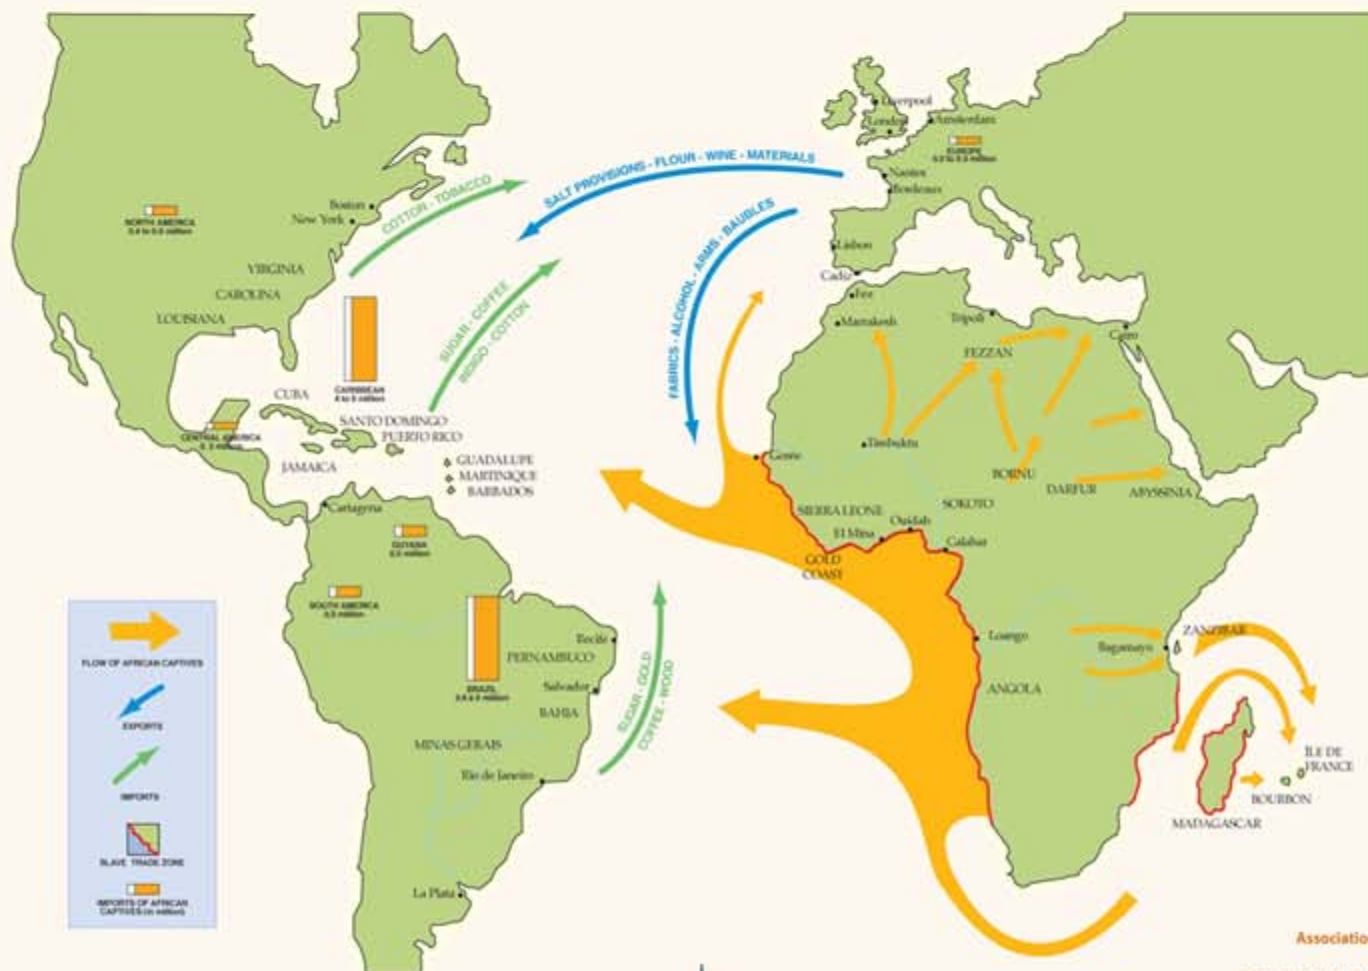 Liverpool
London
Amsterdam
EUROPE
Nantes
Bordeaux
SALT PROVISIONS - FLOUR - WINE - MATERIALS
COTTOR - TOBACCO
Boston
New York
NORTH AMERICA
VIRGINIA
CAROLINA
LOUISIANA
FABRICS - ALCOHOL - ARMS - BAUBLES
Lisbon
Cadiz
Fez
Marrakesh
Tripoli
Cairo
FEZZAN
SUGAR - COFFEE
INDIGO - COTTON
CARIBBEAN
CUBA
SANTO DOMINGO
PUERTO RICO
CENTRAL AMERICA
JAMAICA
GUADALUPE
MARTINIQUE
BARBADOS
Timbuktu
Goree
BORNU
DARFUR
ABYSSINIA
SOKOTO
SIERRA LEONE
Ouidah
El Mina
Calabar
GOLD
COAST
Cartagena
GUYANA
SOUTH AMERICA
Recife
PERNAMBUCO
BRAZIL
Salvador
BAHIA
MINAS GERAIS
Rio de Janeiro
SUGAR - GOLD
COFFEE - WOOD
La Plata
Loango
ANGOLA
Bagamayo
ZANZIBAR
ÎLE DE
FRANCE
BOURBON
MADAGASCAR
FLOW OF AFRICAN CAPTIVES
EXPORTS
IMPORTS
SLAVE TRADE ZONE
IMPORTS OF AFRICAN
CAPTIVES (in million)
Associatio